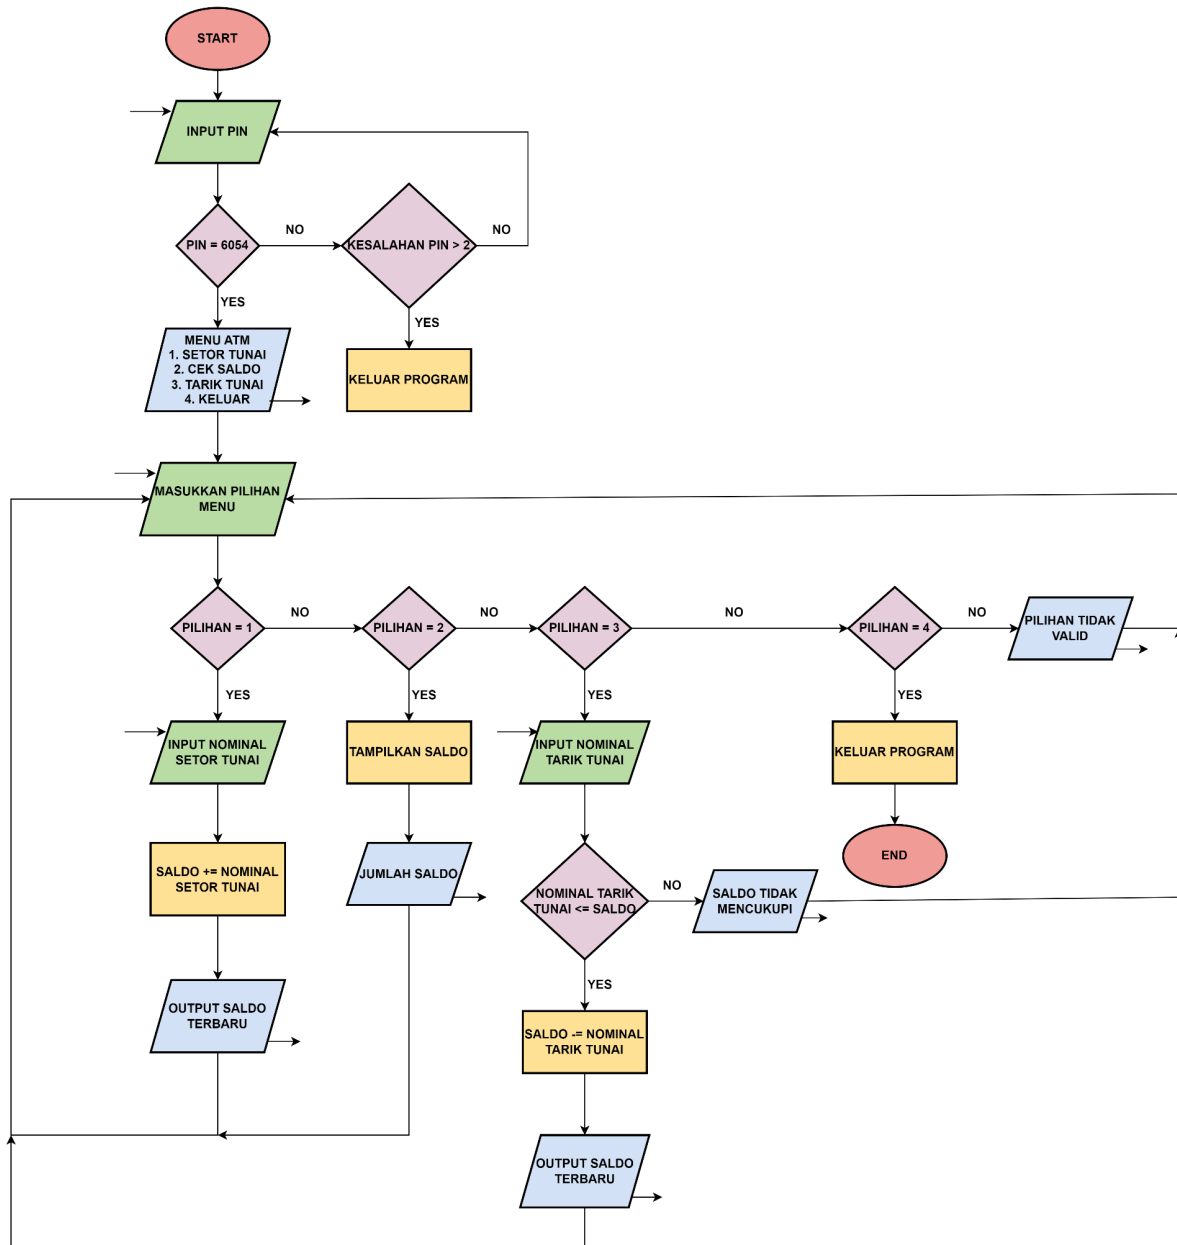 START
INPUT PIN
PIN = 6054
NO
KESALAHAN PIN > 2
NO
YES
YES
MENU ATM
1. SETOR TUNAI
2. CEK SALDO
3. TARIK TUNAI
4. KELUAR
KELUAR PROGRAM
MASUKKAN PILIHAN
MENU
PILIHAN = 1
NO
PILIHAN = 2
NO
PILIHAN = 3
NO
PILIHAN = 4
NO
PILIHAN TIDAK
VALID
YES
YES
YES
YES
INPUT NOMINAL
SETOR TUNAI
TAMPILKAN SALDO
INPUT NOMINAL
TARIK TUNAI
KELUAR PROGRAM
SALDO += NOMINAL
SETOR TUNAI
JUMLAH SALDO
NOMINAL TARIK
TUNAI <= SALDO
NO
SALDO TIDAK
MENCUKUPI
END
YES
OUTPUT SALDO
TERBARU
SALDO -= NOMINAL
TARIK TUNAI
OUTPUT SALDO
TERBARU